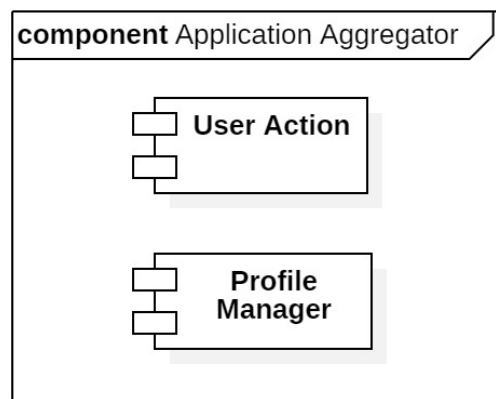 component Application Aggregator
User Action
Profile
Manager